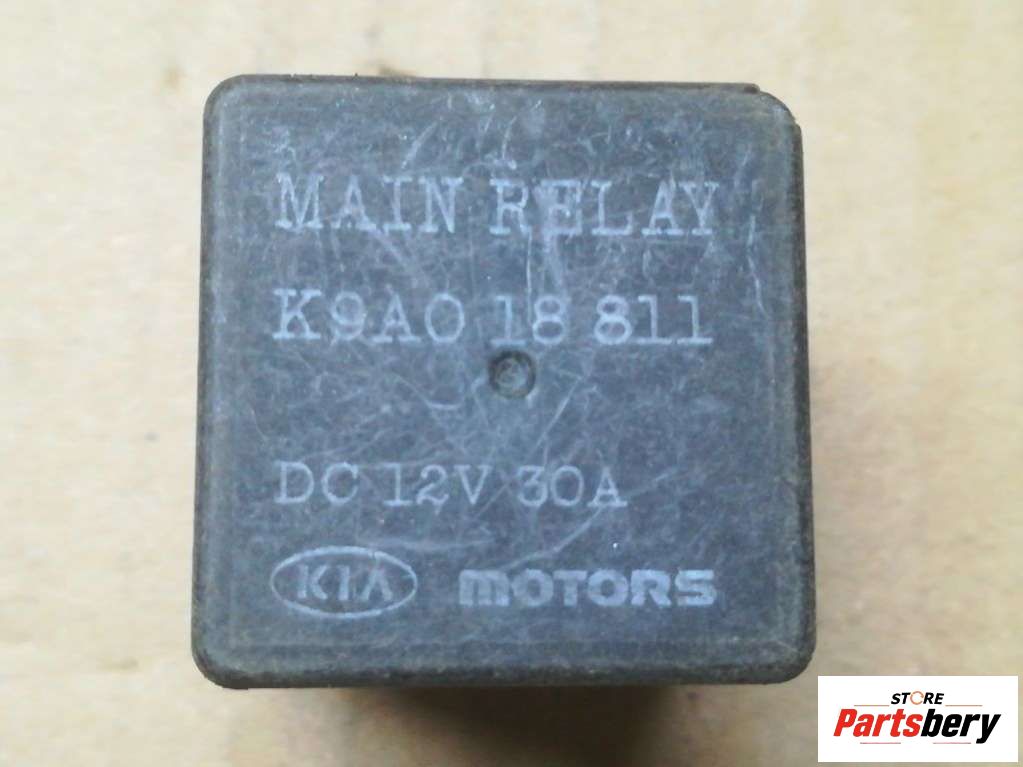 MAIN RELAY
K9A0 18 811
DC 12V 30A
KIA MOTORS
STORE
Partsbery